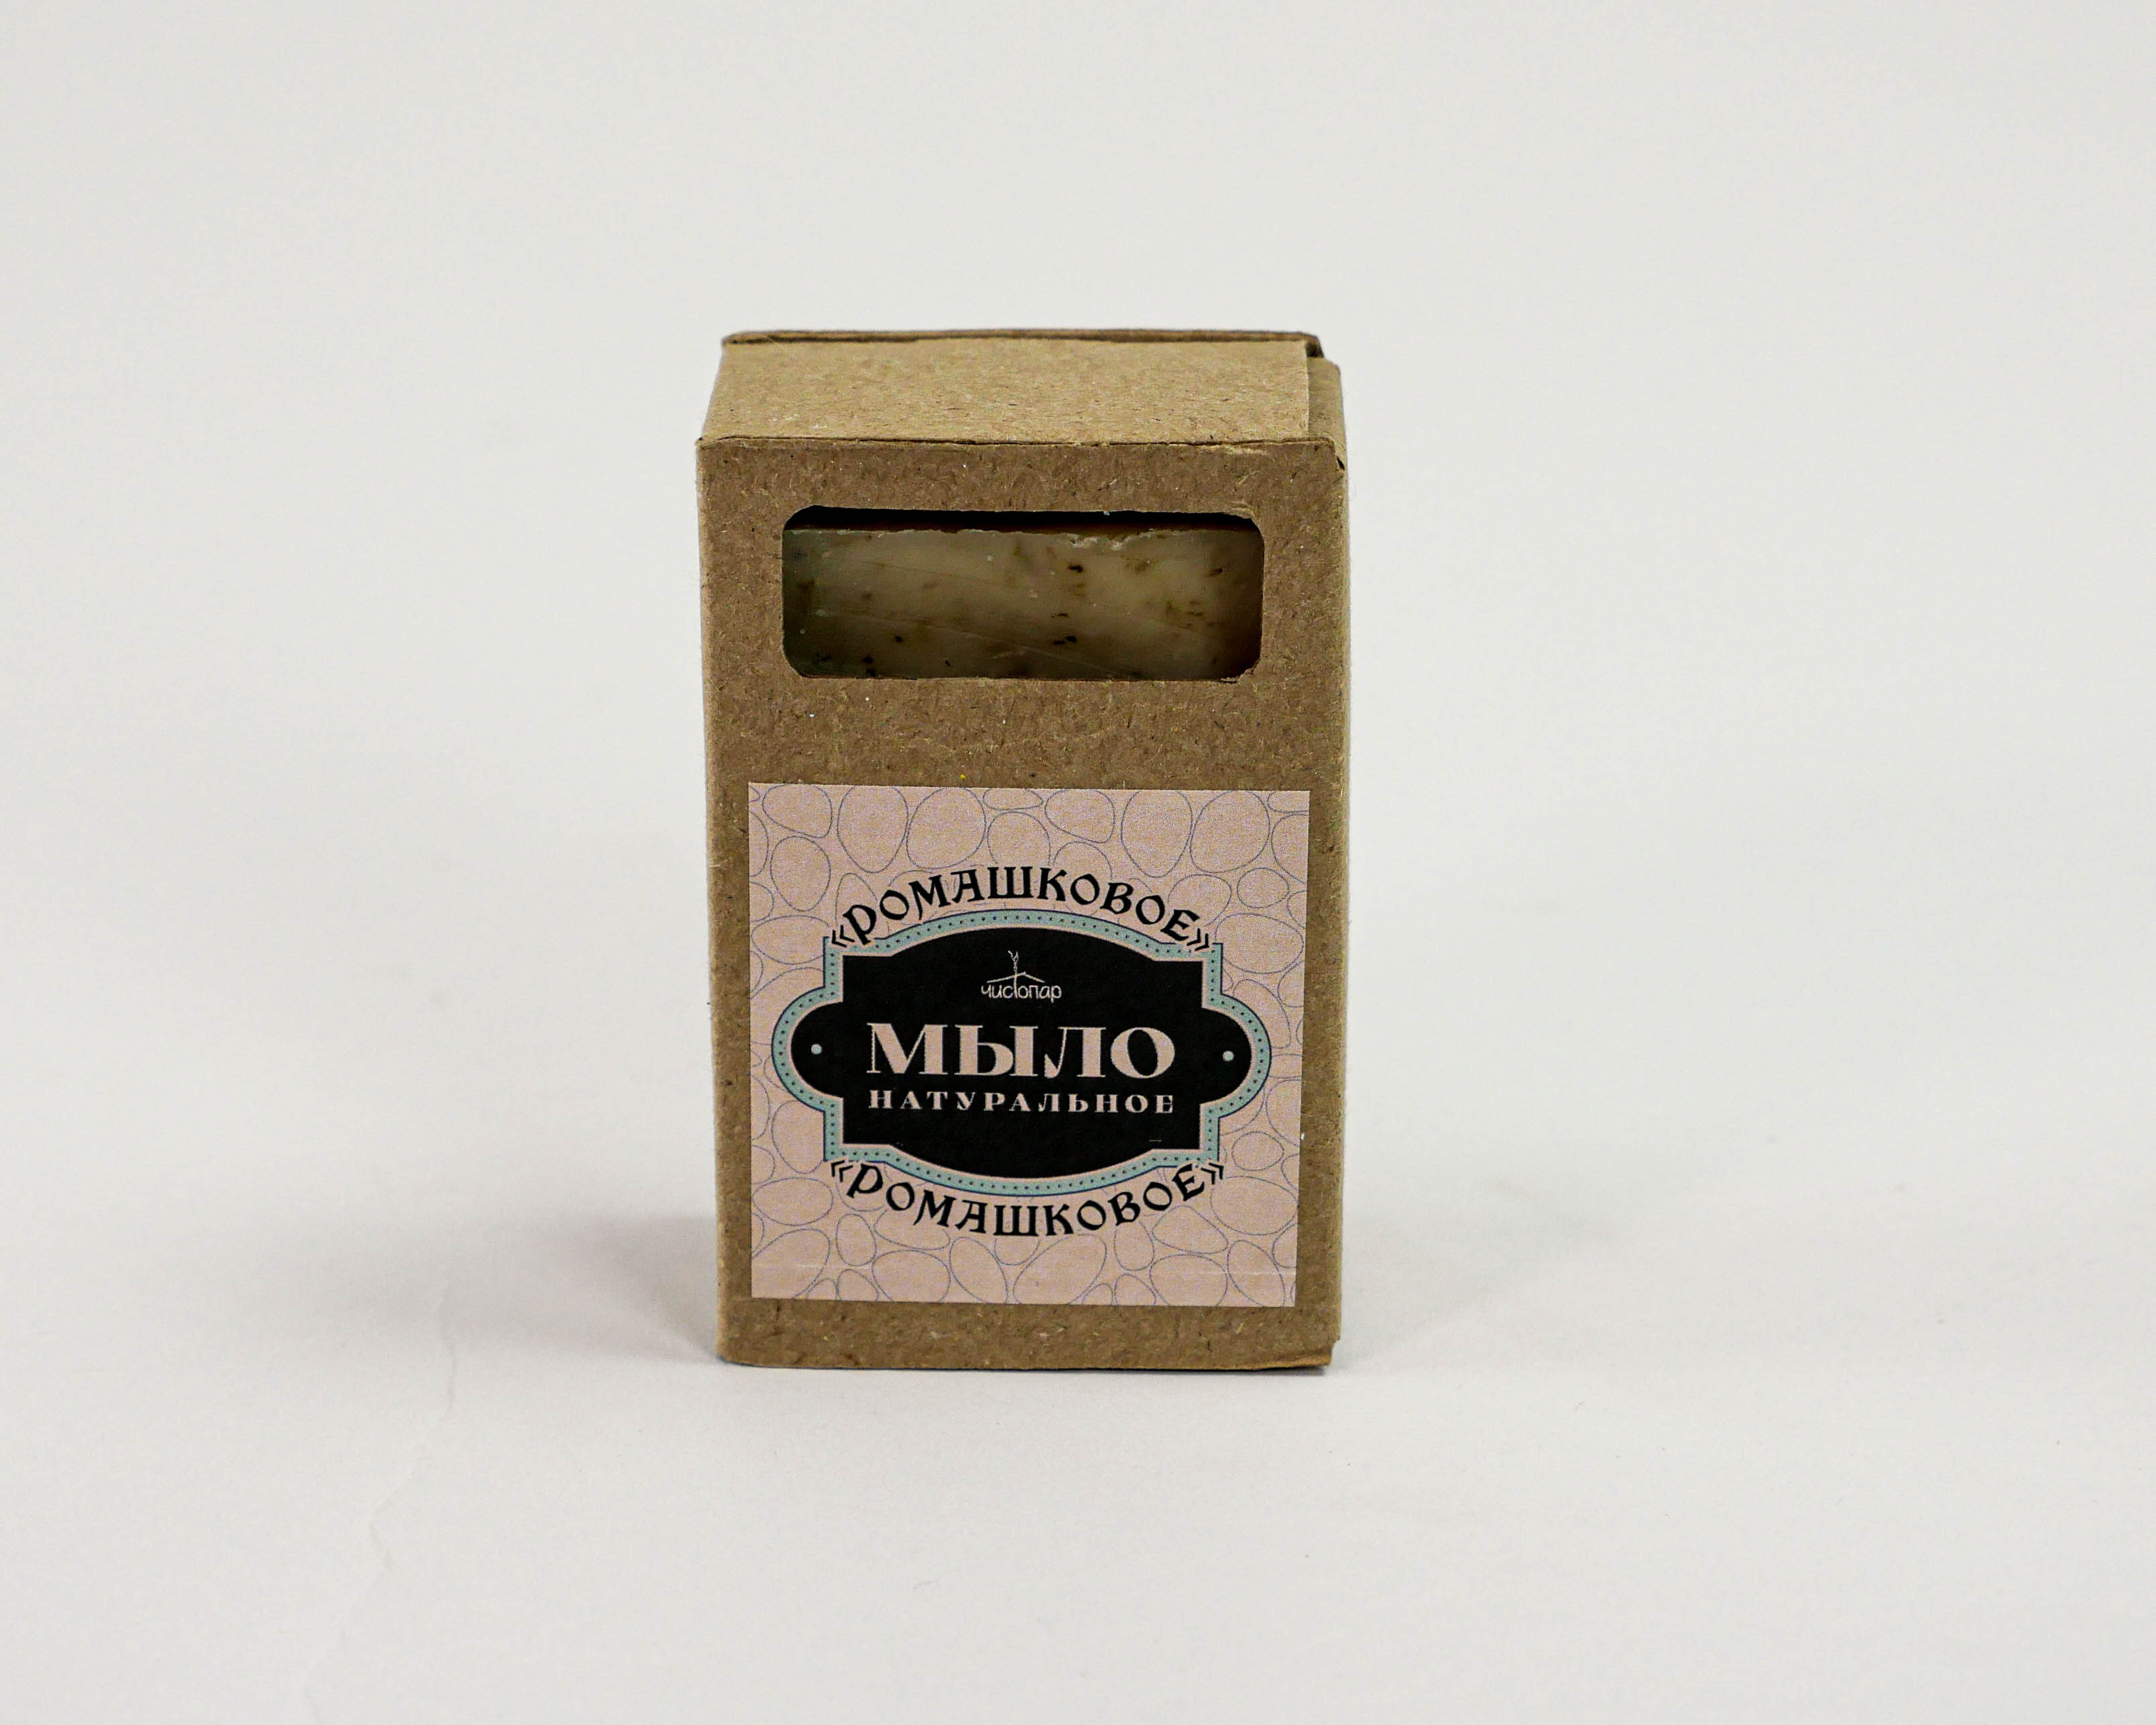 «РОМАШКОВОЕ»
чистопар
МЫЛО
НАТУРАЛЬНОЕ
«РОМАШКОВОЕ»